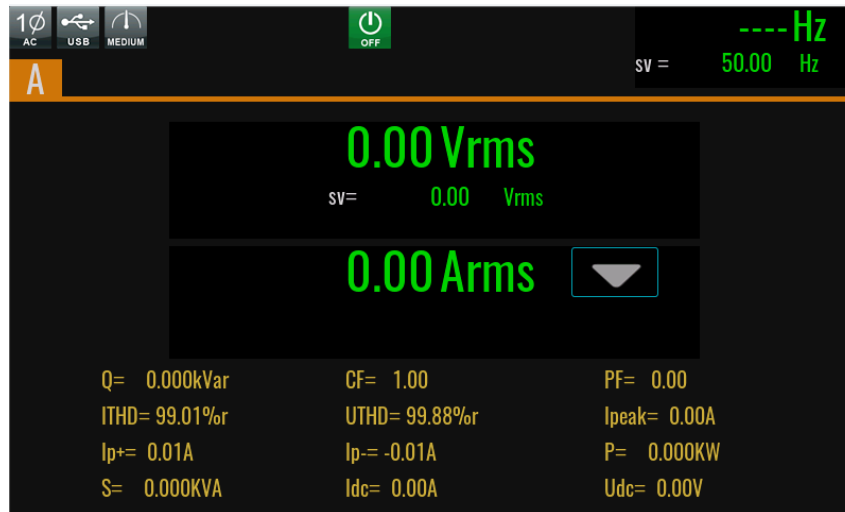 1Ø
AC
USB
MEDIUM
OFF
----Hz
sv = 50.00 Hz
A
0.00 Vrms
sv= 0.00 Vrms
0.00 Arms
Q= 0.000kVar CF= 1.00 PF= 0.00
ITHD= 99.01%r UTHD= 99.88%r Ipeak= 0.00A
Ip+= 0.01A Ip-= -0.01A P= 0.000KW
S= 0.000KVA Idc= 0.00A Udc= 0.00V